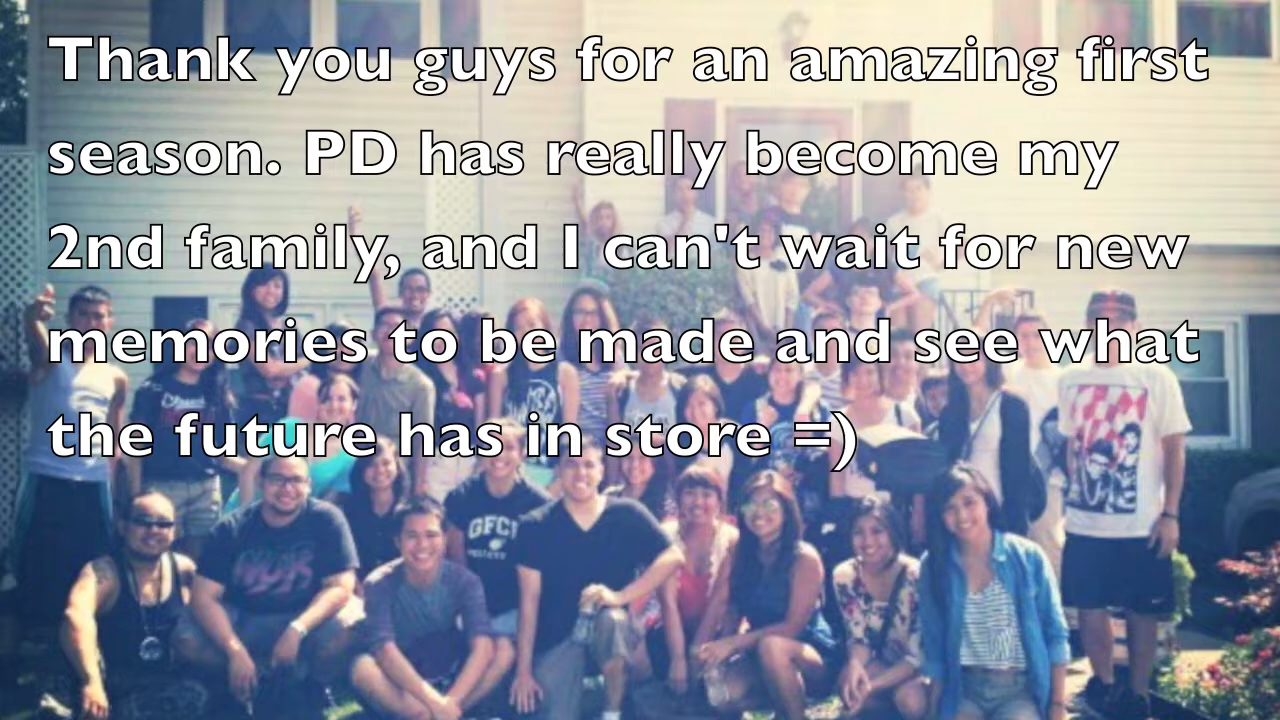 Thank you guys for an amazing first
season. PD has really become my
2nd family, and I can't wait for new
memories to be made and see what
the future has in store =)
GFCI